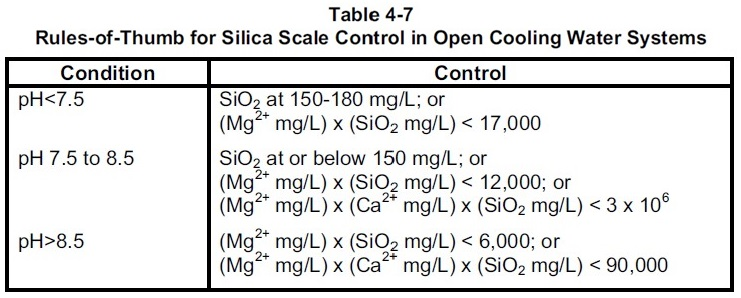 Table 4-7
Rules-of-Thumb for Silica Scale Control in Open Cooling Water Systems
Condition Control
pH<7.5 SiO₂ at 150-180 mg/L; or
(Mg²⁺ mg/L) x (SiO₂ mg/L) < 17,000
pH 7.5 to 8.5 SiO₂ at or below 150 mg/L; or
(Mg²⁺ mg/L) x (SiO₂ mg/L) < 12,000; or
(Mg²⁺ mg/L) x (Ca²⁺ mg/L) x (SiO₂ mg/L) < 3 x 10⁶
pH>8.5 (Mg²⁺ mg/L) x (SiO₂ mg/L) < 6,000; or
(Mg²⁺ mg/L) x (Ca²⁺ mg/L) x (SiO₂ mg/L) < 90,000